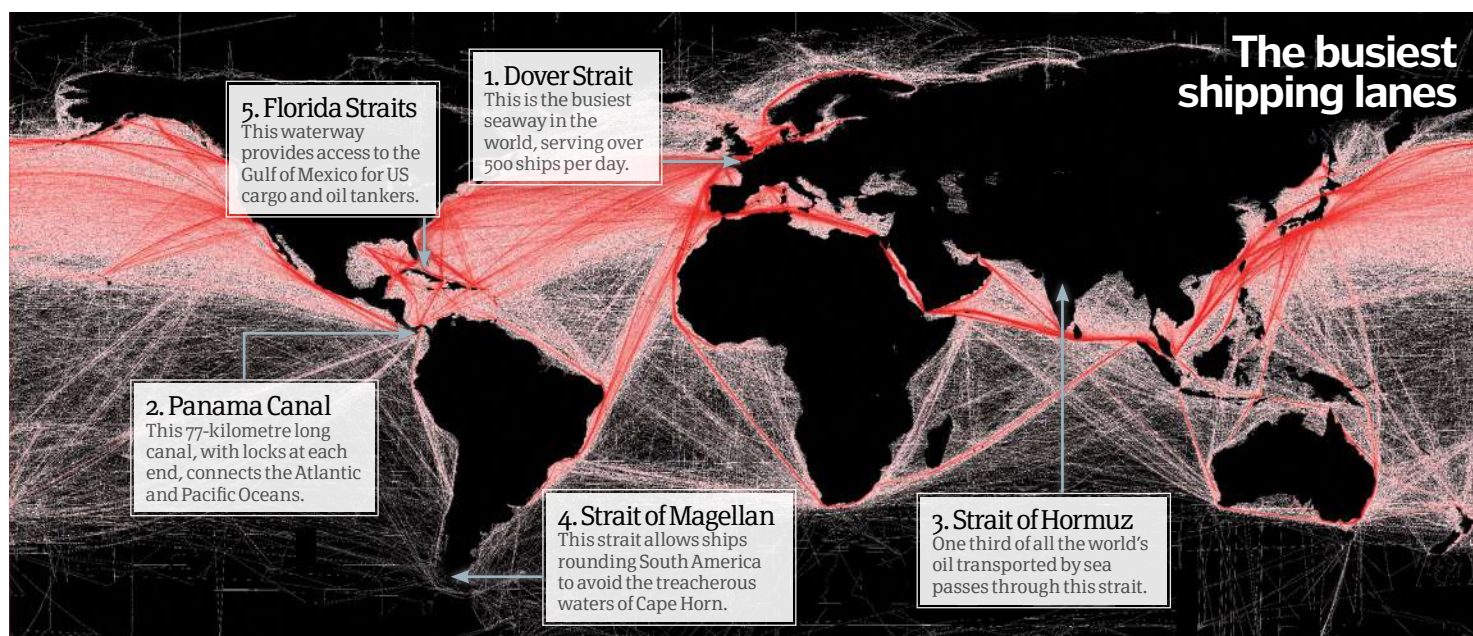 The busiest
shipping lanes
1. Dover Strait
This is the busiest
seaway in the
world, serving over
500 ships per day.
5. Florida Straits
This waterway
provides access to the
Gulf of Mexico for US
cargo and oil tankers.
2. Panama Canal
This 77-kilometre long
canal, with locks at each
end, connects the Atlantic
and Pacific Oceans.
4. Strait of Magellan
This strait allows ships
rounding South America
to avoid the treacherous
waters of Cape Horn.
3. Strait of Hormuz
One third of all the world's
oil transported by sea
passes through this strait.